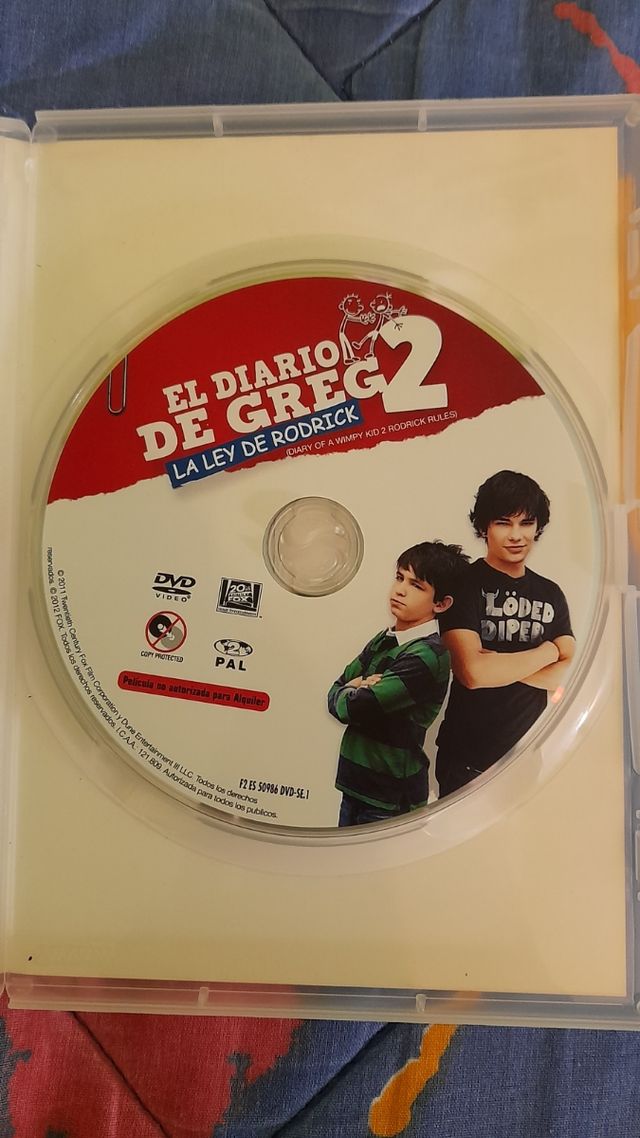 EL DIARIO
DE GREG 2
LA LEY DE RODRICK
(DIARY OF A WIMPY KID 2 RODRICK RULES)
LÖDED
DIPER
DVD
VIDEO
20th
CENTURY
FOX
Home Entertainment
COPY PROTECTED
2
PAL
Película no autorizada para Alquiler
F2 ES 50986 DVD-SE.1
© 2011 Twentieth Century Fox Film Corporation y Dune Entertainment III LLC. Todos los derechos
reservados. © 2012 FOX. Todos los derechos reservados. I.C.A.A. 121.809. Autorizada para todos los publicos.